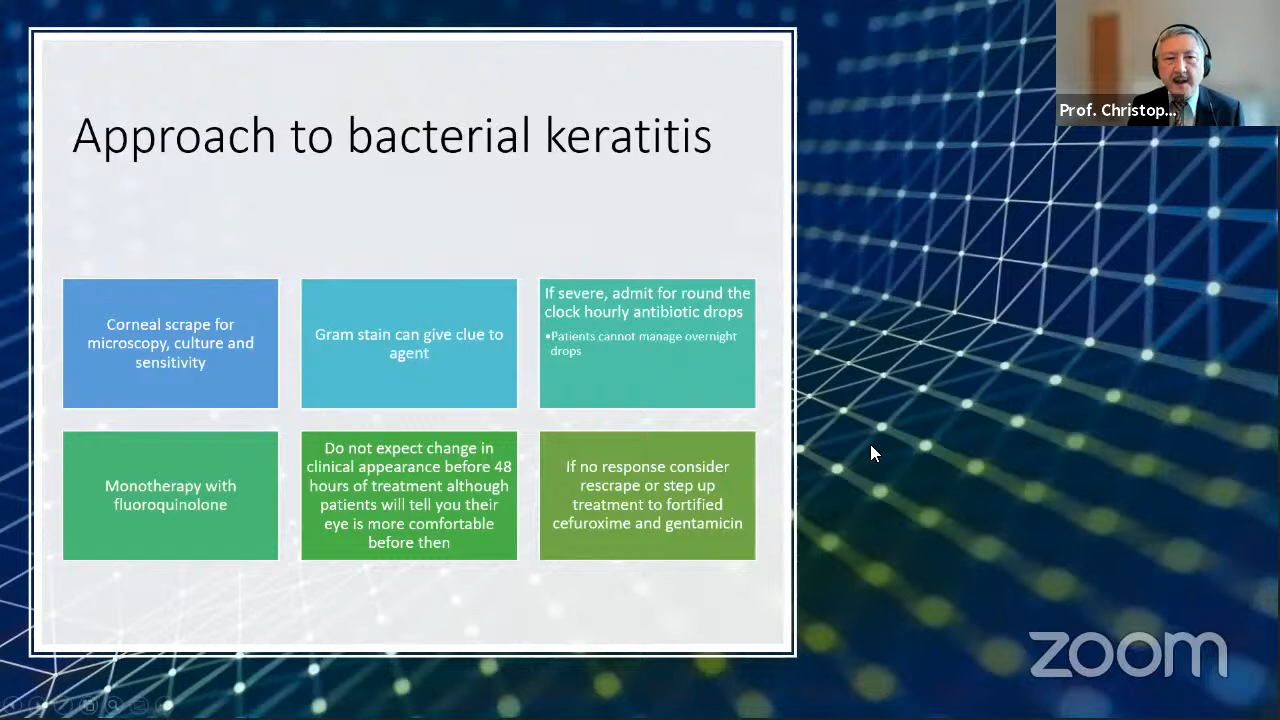 Approach to bacterial keratitis
Corneal scrape for
microscopy, culture and
sensitivity
Gram stain can give clue to
agent
If severe, admit for round the
clock hourly antibiotic drops
•Patients cannot manage overnight
drops
Monotherapy with
fluoroquinolone
Do not expect change in
clinical appearance before 48
hours of treatment although
patients will tell you their
eye is more comfortable
before then
If no response consider
rescrape or step up
treatment to fortified
cefuroxime and gentamicin
Prof. Christop...
zoom